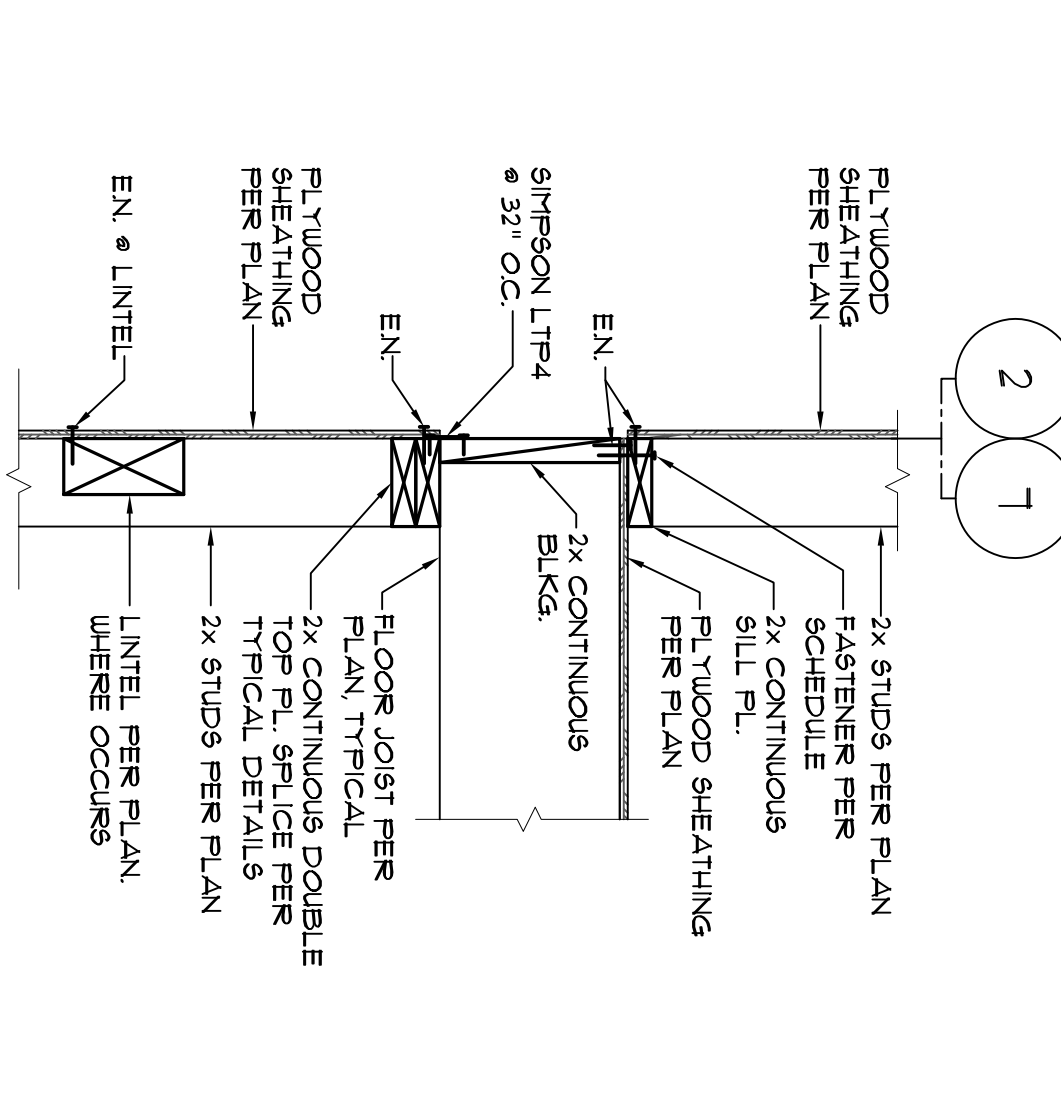 2
7
PLYWOOD
SHEATHING
PER PLAN
E.N.
SIMPSON LTP4
@ 32" O.C.
E.N.
PLYWOOD
SHEATHING
PER PLAN
E.N. @ LINTEL
2x STUDS PER PLAN
FASTENER PER
SCHEDULE
2x CONTINUOUS
SILL PL.
PLYWOOD SHEATHING
PER PLAN
2x CONTINUOUS
BLKG.
FLOOR JOIST PER
PLAN, TYPICAL
2x CONTINUOUS DOUBLE
TOP PL. SPLICE PER
TYPICAL DETAILS
2x STUDS PER PLAN
LINTEL PER PLAN.
WHERE OCCURS